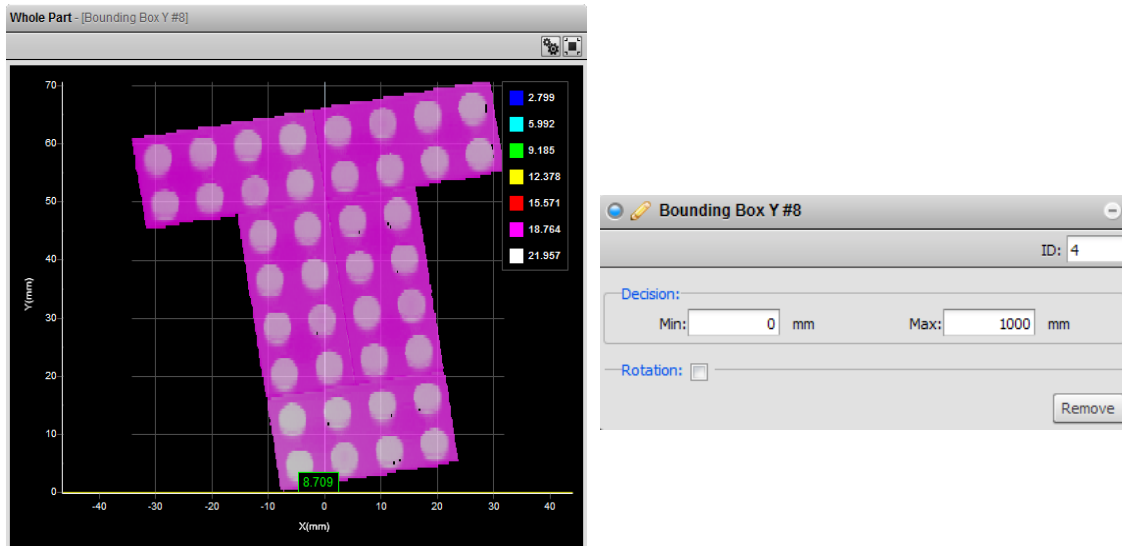 Whole Part - [Bounding Box Y #8]
70
60
50
40
30
20
10
0
Y(mm)
-40 -30 -20 -10 0 10 20 30 40
X(mm)
8.709
2.799
5.992
9.185
12.378
15.571
18.764
21.957
Bounding Box Y #8
ID: 4
Decision:
Min: 0 mm Max: 1000 mm
Rotation:
Remove